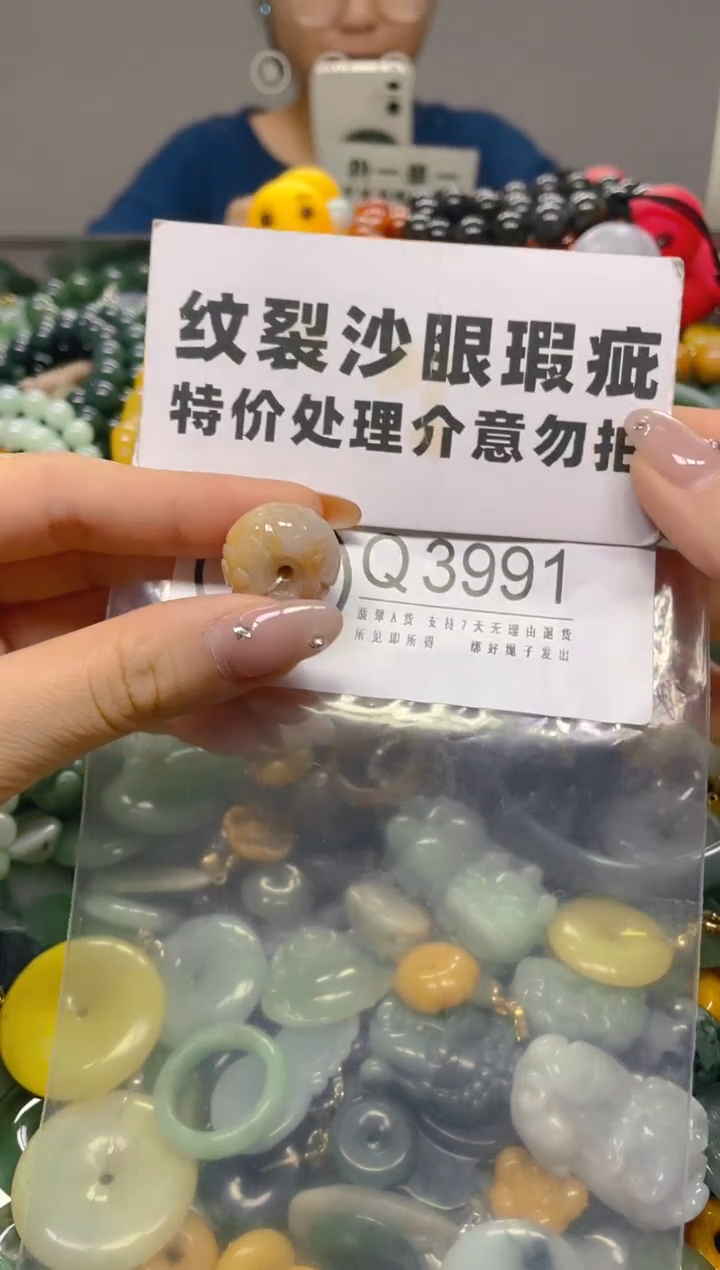 纹裂沙眼瑕疵
特价处理介意勿拍
Q3991
翡翠A货 支持7天无理由退货
所见即所得 绑好绳子发出